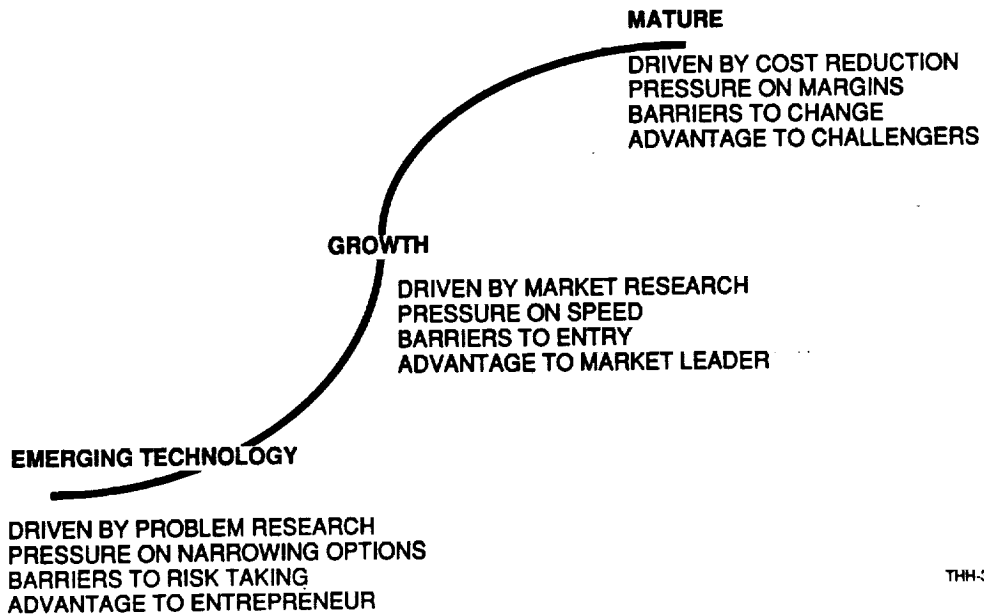 MATURE
DRIVEN BY COST REDUCTION
PRESSURE ON MARGINS
BARRIERS TO CHANGE
ADVANTAGE TO CHALLENGERS
GROWTH
DRIVEN BY MARKET RESEARCH
PRESSURE ON SPEED
BARRIERS TO ENTRY
ADVANTAGE TO MARKET LEADER
EMERGING TECHNOLOGY
DRIVEN BY PROBLEM RESEARCH
PRESSURE ON NARROWING OPTIONS
BARRIERS TO RISK TAKING
ADVANTAGE TO ENTREPRENEUR
THH-3